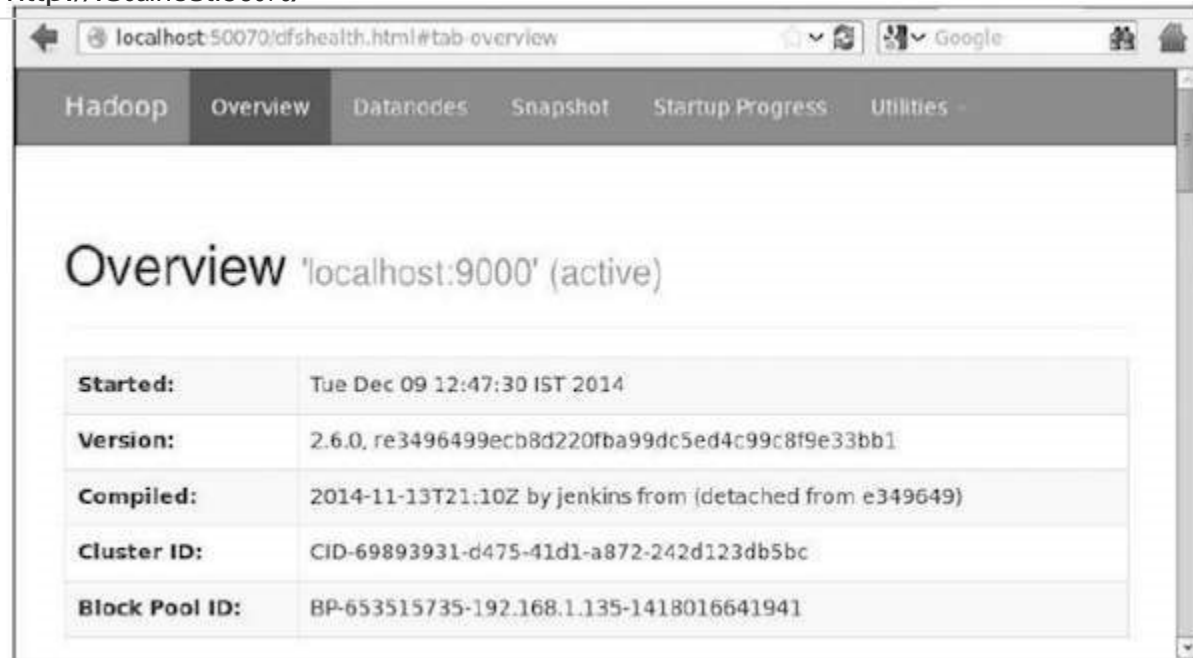 localhost:50070/dfshealth.html#tab-overview Google
Hadoop Overview Datanodes Snapshot Startup Progress Utilities
Overview 'localhost:9000' (active)
Started: Tue Dec 09 12:47:30 IST 2014
Version: 2.6.0, re3496499ecb8d220fba99dc5ed4c99c8f9e33bb1
Compiled: 2014-11-13T21:10Z by jenkins from (detached from e349649)
Cluster ID: CID-69893931-d475-41d1-a872-242d123db5bc
Block Pool ID: BP-653515735-192.168.1.135-1418016641941